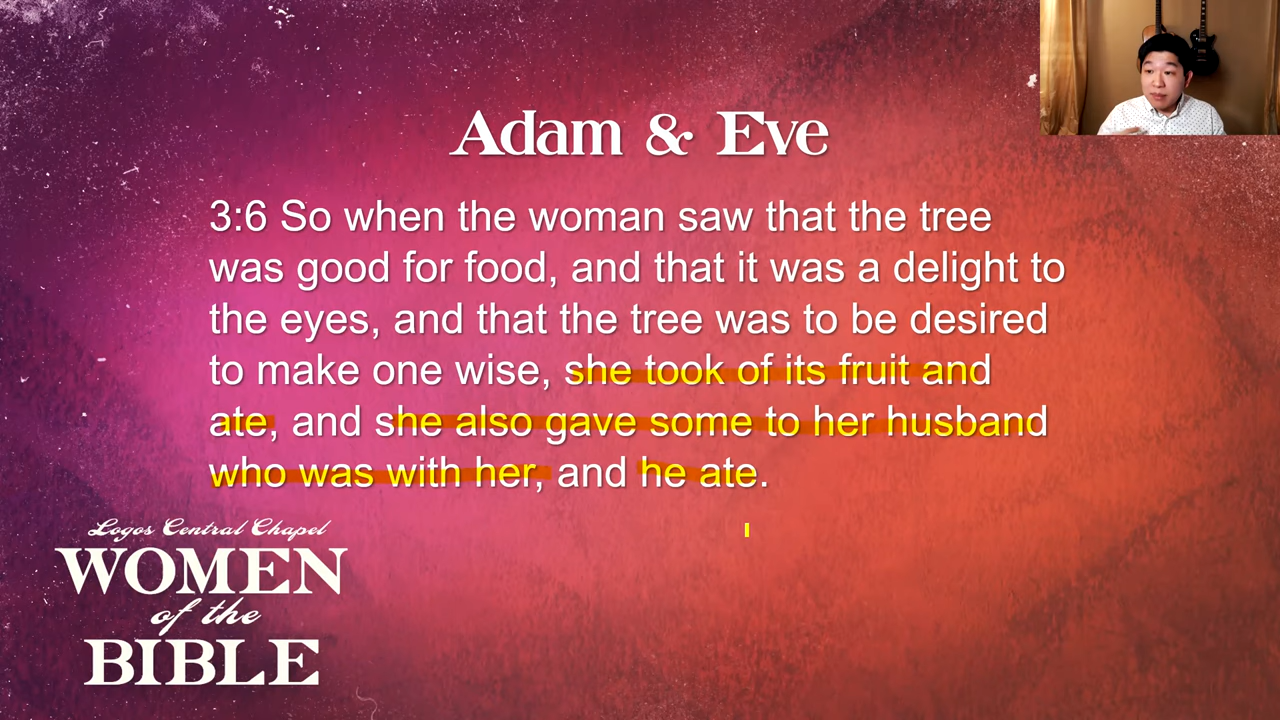 Adam & Eve
3:6 So when the woman saw that the tree
was good for food, and that it was a delight to
the eyes, and that the tree was to be desired
to make one wise, she took of its fruit and
ate, and she also gave some to her husband
who was with her, and he ate.
Logos Central Chapel
WOMEN
of the
BIBLE